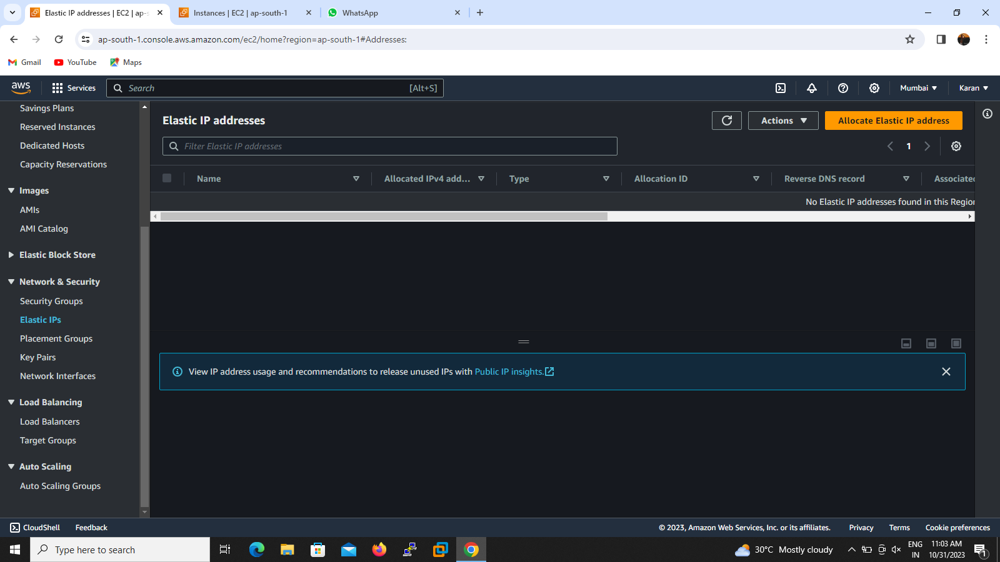 Elastic IP addresses | EC2 | ap-s
Instances | EC2 | ap-south-1
WhatsApp
ap-south-1.console.aws.amazon.com/ec2/home?region=ap-south-1#Addresses:
Gmail
YouTube
Maps
aws
Services
Search
[Alt+S]
Mumbai
Karan
Savings Plans
Reserved Instances
Dedicated Hosts
Capacity Reservations
Images
AMIs
AMI Catalog
Elastic Block Store
Network & Security
Security Groups
Elastic IPs
Placement Groups
Key Pairs
Network Interfaces
Load Balancing
Load Balancers
Target Groups
Auto Scaling
Auto Scaling Groups
Elastic IP addresses
Actions
Allocate Elastic IP address
Filter Elastic IP addresses
1
Name
Allocated IPv4 add...
Type
Allocation ID
Reverse DNS record
Associated
No Elastic IP addresses found in this Region
View IP address usage and recommendations to release unused IPs with Public IP insights.
CloudShell
Feedback
© 2023, Amazon Web Services, Inc. or its affiliates.
Privacy
Terms
Cookie preferences
Type here to search
30°C Mostly cloudy
ENG
IN
11:03 AM
10/31/2023
1